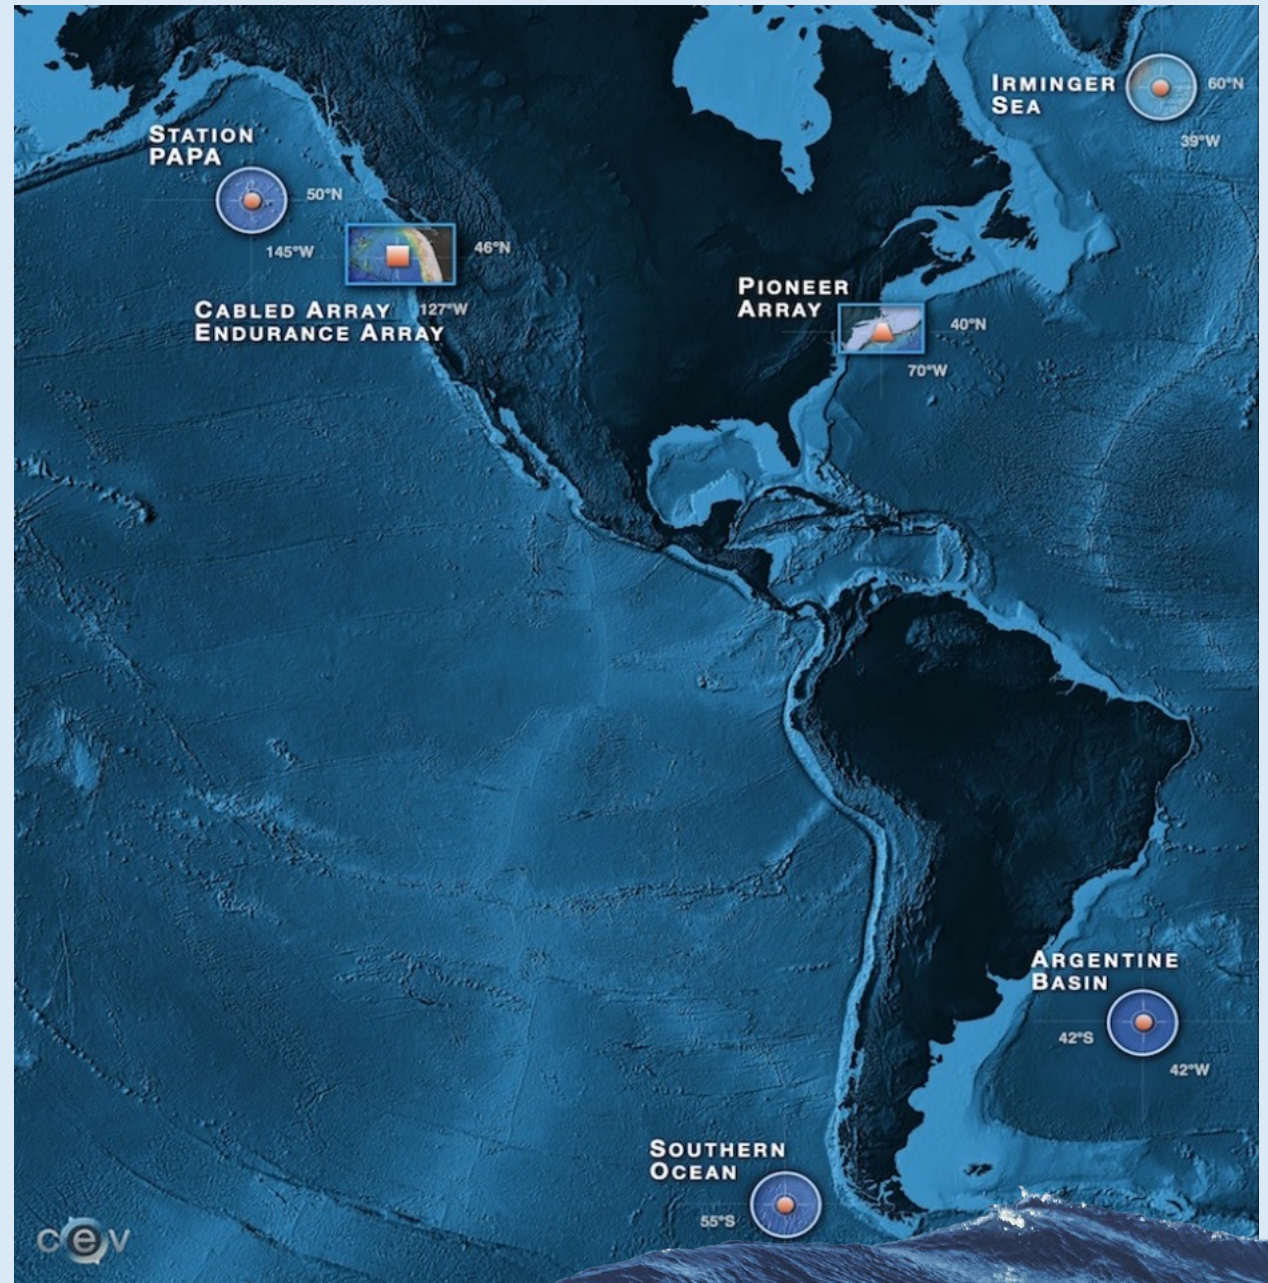 IRMINGER
SEA
60°N
39°W
STATION
PAPA
50°N
145°W
46°N
127°W
CABLED ARRAY
ENDURANCE ARRAY
PIONEER
ARRAY
40°N
70°W
ARGENTINE
BASIN
42°S
42°W
SOUTHERN
OCEAN
55°S
cev